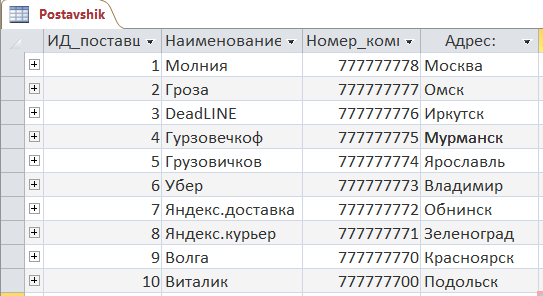 Postavshik
ИД_поставц Наименование Номер_комі Адрес:
1 Молния 777777778 Москва
2 Гроза 777777777 Омск
3 DeadLINE 777777776 Иркутск
4 Гурзовечкоф 777777775 Мурманск
5 Грузовичков 777777774 Ярославль
6 Убер 777777773 Владимир
7 Яндекс.доставка 777777772 Обнинск
8 Яндекс.курьер 777777771 Зеленоград
9 Волга 777777770 Красноярск
10 Виталик 777777700 Подольск